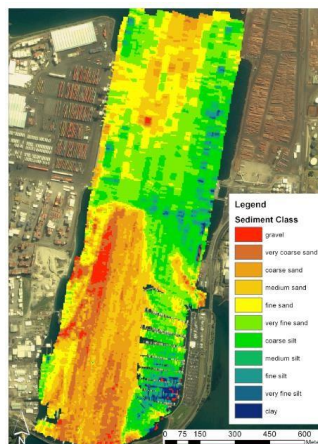 Legend
Sediment Class
gravel
very coarse sand
coarse sand
medium sand
fine sand
very fine sand
coarse silt
medium silt
fine silt
very fine silt
clay
0 75 150 300 450 600